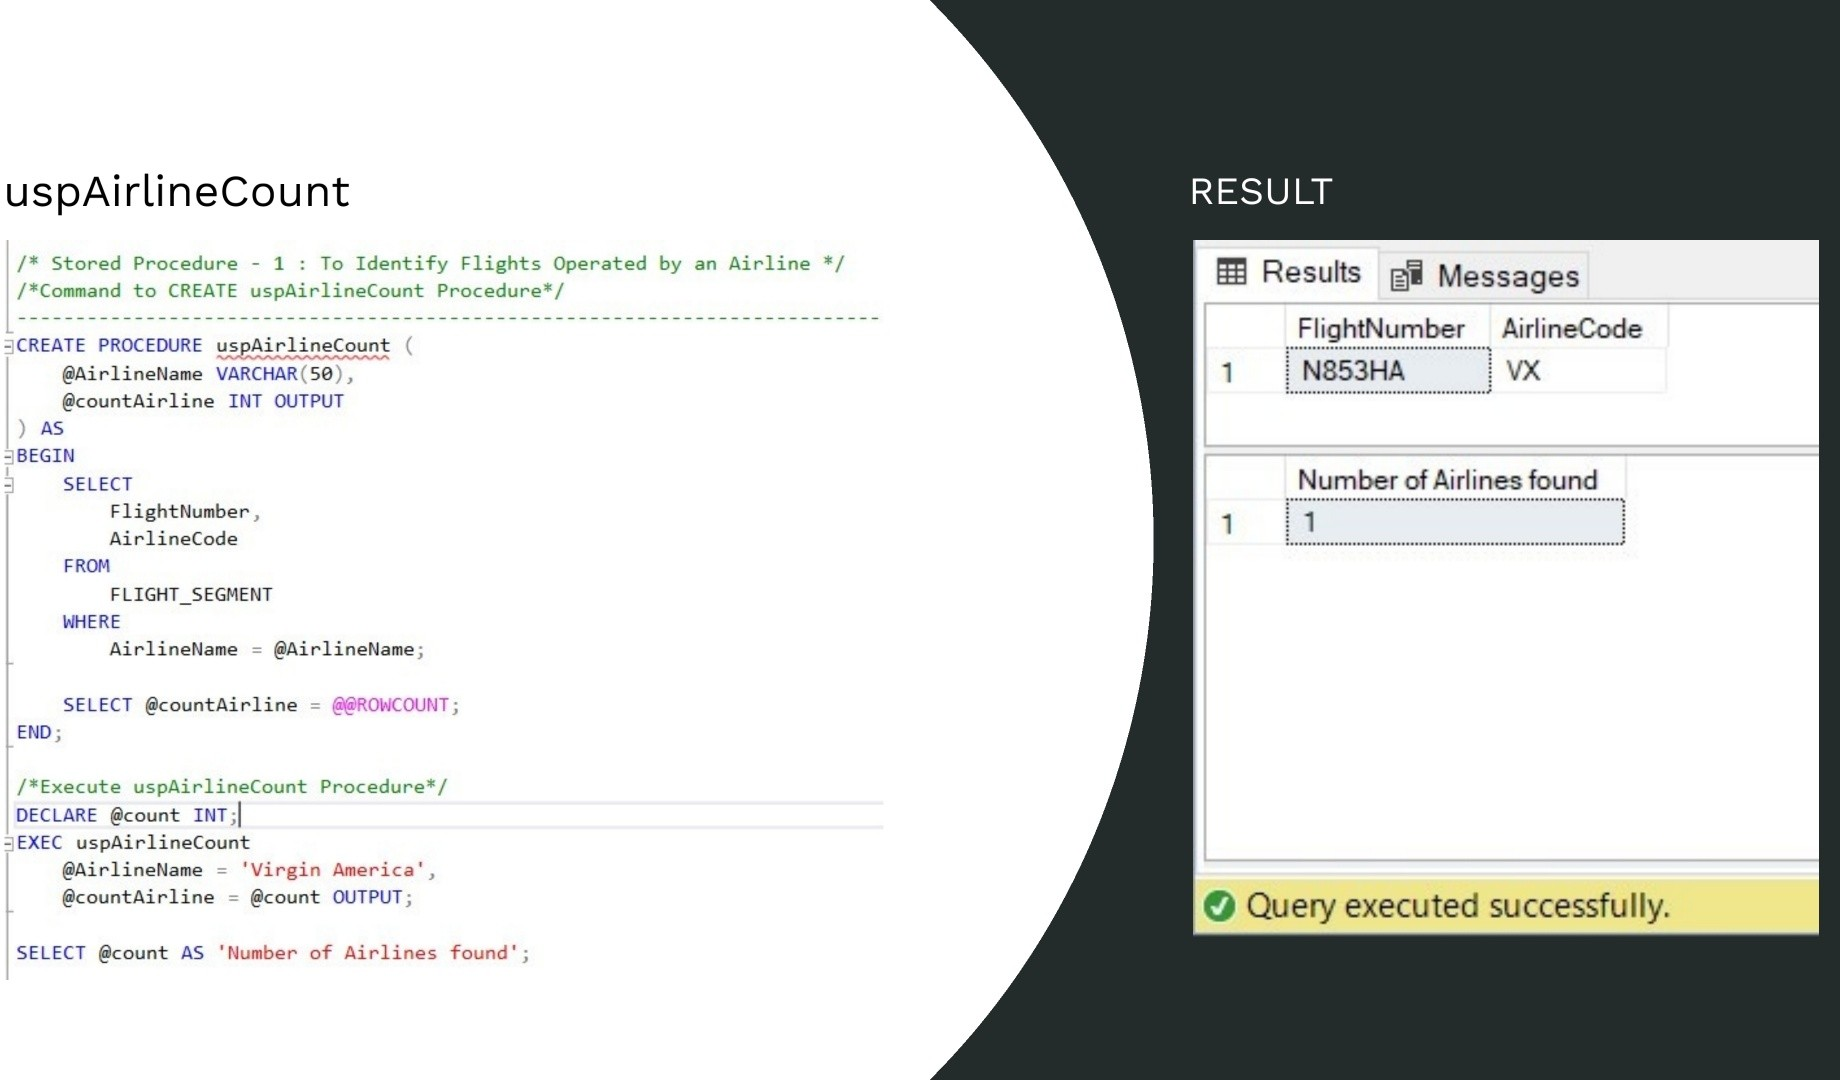 uspAirlineCount
/* Stored Procedure - 1 : To Identify Flights Operated by an Airline */
/*Command to CREATE uspAirlineCount Procedure*/
--------------------------------------------------------------------------
CREATE PROCEDURE uspAirlineCount (
    @AirlineName VARCHAR(50),
    @countAirline INT OUTPUT
) AS
BEGIN
    SELECT
        FlightNumber,
        AirlineCode
    FROM
        FLIGHT_SEGMENT
    WHERE
        AirlineName = @AirlineName;
    SELECT @countAirline = @@ROWCOUNT;
END;
/*Execute uspAirlineCount Procedure*/
DECLARE @count INT;
EXEC uspAirlineCount
    @AirlineName = 'Virgin America',
    @countAirline = @count OUTPUT;
SELECT @count AS 'Number of Airlines found';
RESULT
Results Messages
FlightNumber AirlineCode
1 N853HA VX
Number of Airlines found
1 1
Query executed successfully.